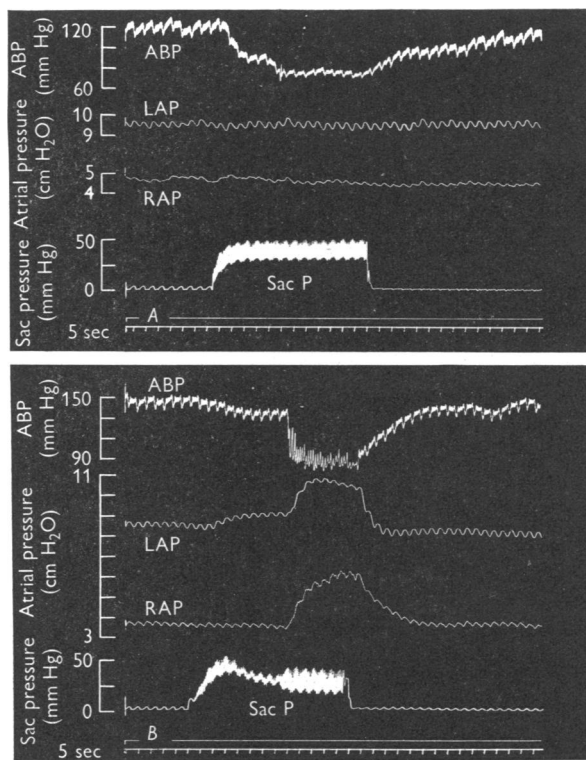 120
ABP
(mm Hg)
60
ABP
10
9
LAP
Atrial pressure
(cm H2O)
5
4
RAP
Sac pressure
(mm Hg)
50
0
Sac P
A
5 sec
ABP
150
ABP
(mm Hg)
90
11
Atrial pressure
(cm H2O)
LAP
RAP
3
Sac pressure
(mm Hg)
50
0
Sac P
B
5 sec